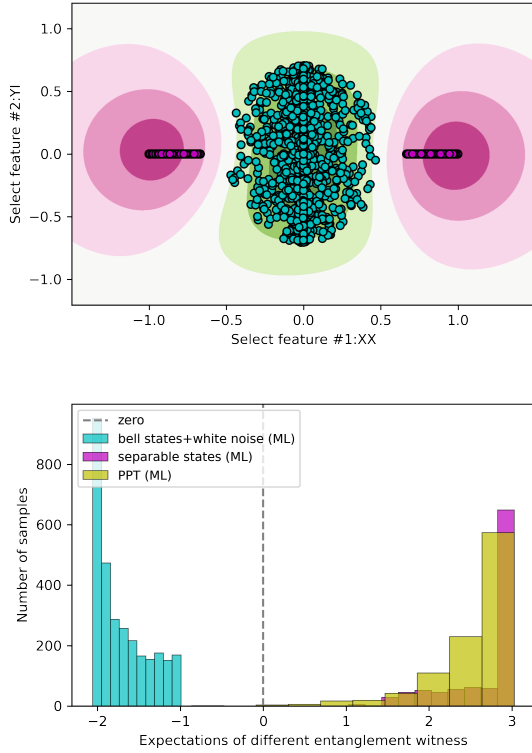 1.0
0.5
0.0
−0.5
−1.0
Select feature #2:YI
−1.0 −0.5 0.0 0.5 1.0
Select feature #1:XX
zero
bell states+white noise (ML)
separable states (ML)
PPT (ML)
800
600
400
200
0
Number of samples
−2 −1 0 1 2 3
Expectations of different entanglement witness